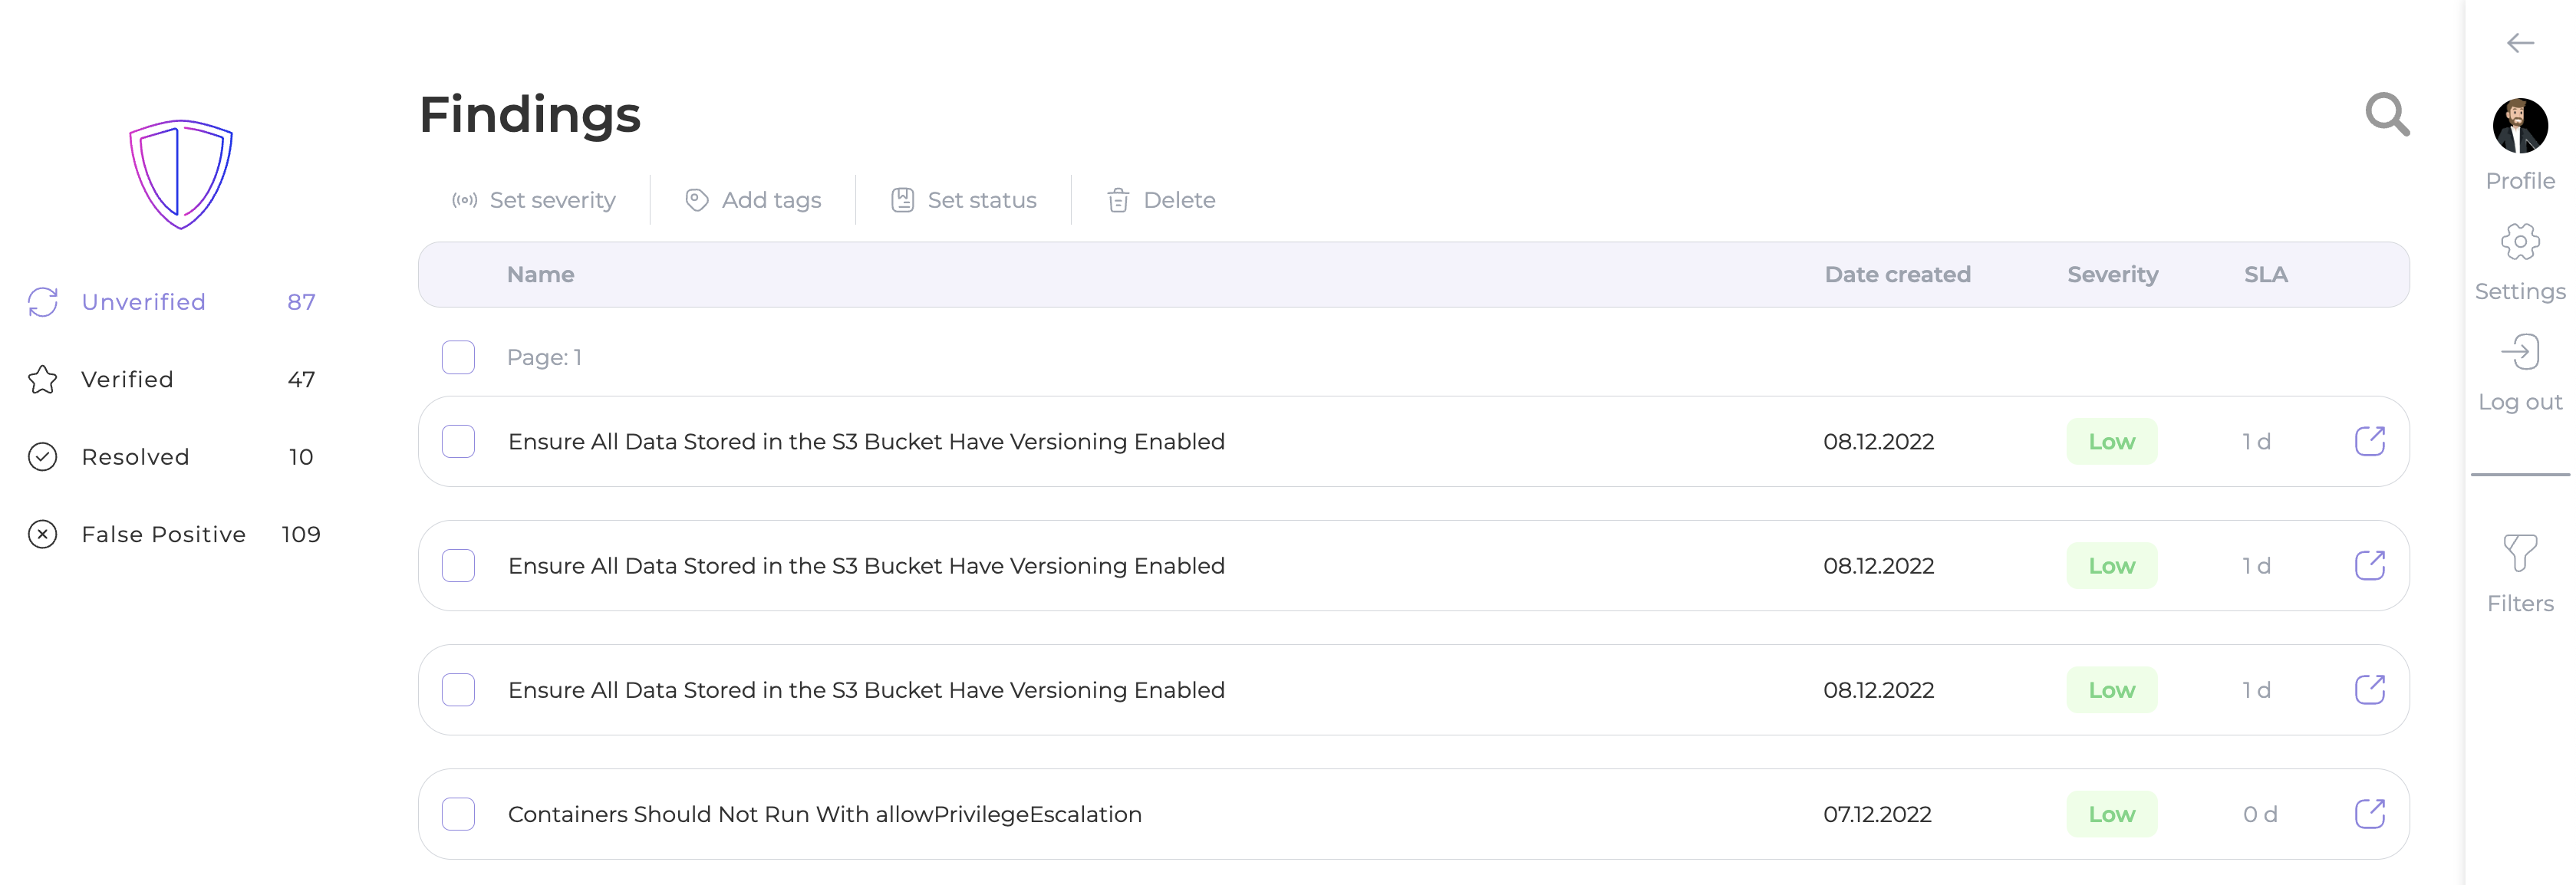 Findings
Set severity
Add tags
Set status
Delete
Name Date created Severity SLA
Page: 1
Ensure All Data Stored in the S3 Bucket Have Versioning Enabled 08.12.2022 Low 1 d
Ensure All Data Stored in the S3 Bucket Have Versioning Enabled 08.12.2022 Low 1 d
Ensure All Data Stored in the S3 Bucket Have Versioning Enabled 08.12.2022 Low 1 d
Containers Should Not Run With allowPrivilegeEscalation 07.12.2022 Low 0 d
Unverified 87
Verified 47
Resolved 10
False Positive 109
Profile
Settings
Log out
Filters